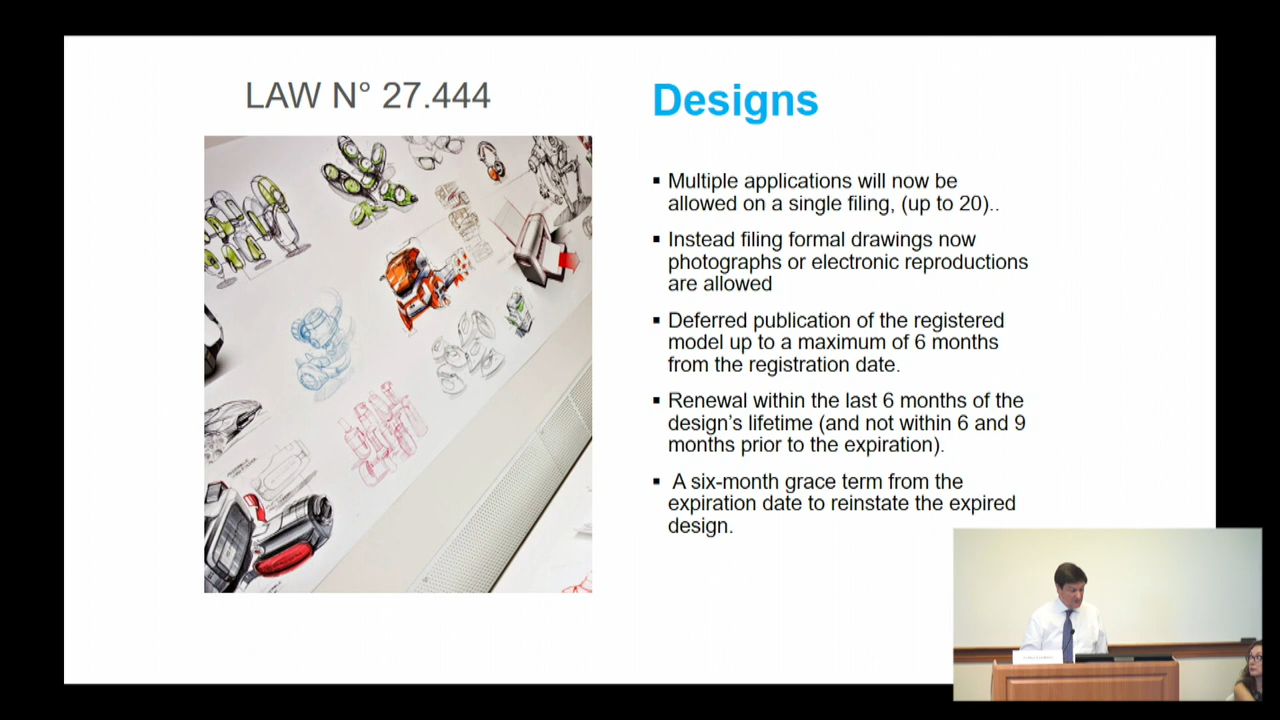 LAW N° 27.444
Designs
▪ Multiple applications will now be
allowed on a single filing, (up to 20)..
▪ Instead filing formal drawings now
photographs or electronic reproductions
are allowed
▪ Deferred publication of the registered
model up to a maximum of 6 months
from the registration date.
▪ Renewal within the last 6 months of the
design’s lifetime (and not within 6 and 9
months prior to the expiration).
▪ A six-month grace term from the
expiration date to reinstate the expired
design.